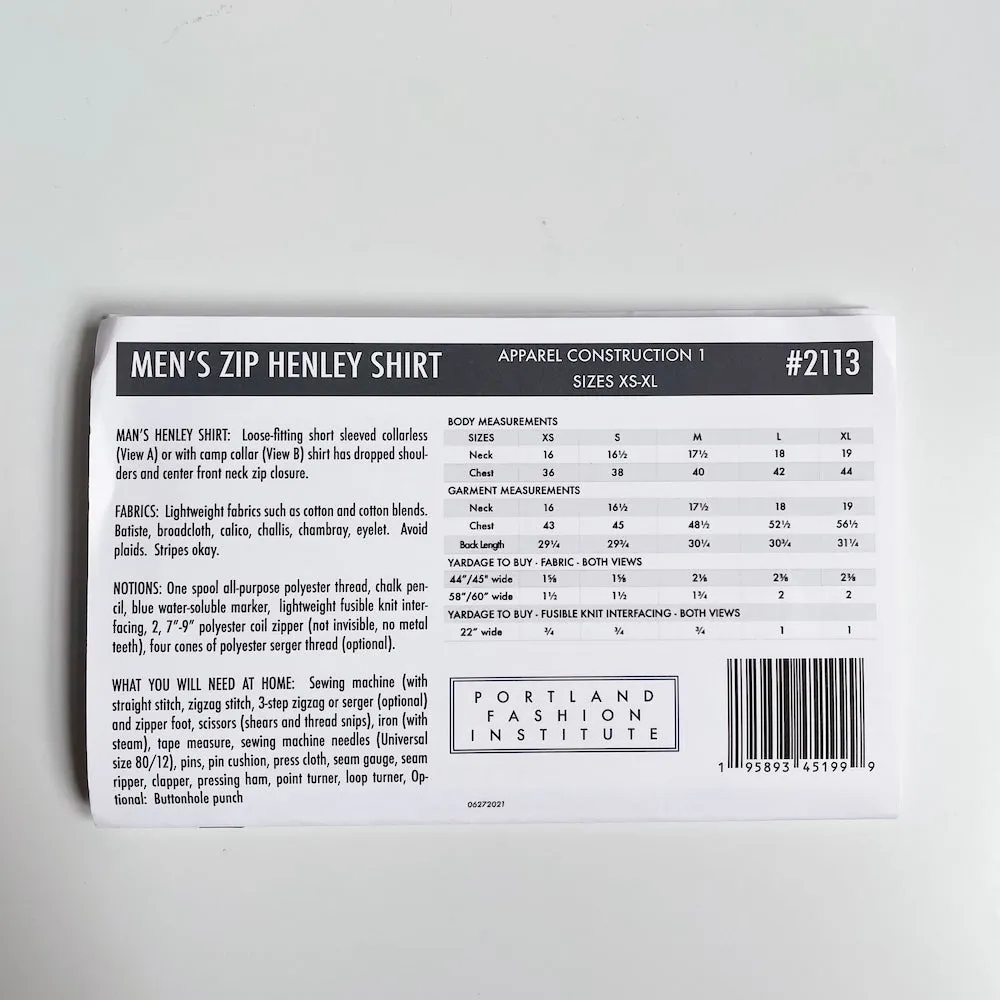 MEN'S ZIP HENLEY SHIRT
APPAREL CONSTRUCTION 1
SIZES XS-XL
#2113
MAN'S HENLEY SHIRT: Loose-fitting short sleeved collarless
(View A) or with camp collar (View B) shirt has dropped shoul-
ders and center front neck zip closure.
FABRICS: Lightweight fabrics such as cotton and cotton blends.
Batiste, broadcloth, calico, challis, chambray, eyelet. Avoid
plaids. Stripes okay.
NOTIONS: One spool all-purpose polyester thread, chalk pen-
cil, blue water-soluble marker, lightweight fusible knit inter-
facing, 2, 7"-9" polyester coil zipper (not invisible, no metal
teeth), four cones of polyester serger thread (optional).
WHAT YOU WILL NEED AT HOME: Sewing machine (with
straight stitch, zigzag stitch, 3-step zigzag or serger (optional)
and zipper foot, scissors (shears and thread snips), iron (with
steam), tape measure, sewing machine needles (Universal
size 80/12), pins, pin cushion, press cloth, seam gauge, seam
ripper, clapper, pressing ham, point turner, loop turner, Op-
tional: Buttonhole punch
BODY MEASUREMENTS
SIZES XS S M L XL
Neck 16 16½ 17½ 18 19
Chest 36 38 40 42 44
GARMENT MEASUREMENTS
Neck 16 16½ 17½ 18 19
Chest 43 45 48½ 52½ 56½
Back Length 29¼ 29¾ 30¼ 30¾ 31¼
YARDAGE TO BUY - FABRIC - BOTH VIEWS
44"/45" wide 1⅝ 1⅝ 2⅛ 2⅜ 2⅜
58"/60" wide 1½ 1½ 1¾ 2 2
YARDAGE TO BUY - FUSIBLE KNIT INTERFACING - BOTH VIEWS
22" wide ¾ ¾ ¾ 1 1
PORTLAND
FASHION
INSTITUTE
1 95893 45199 9
06272021